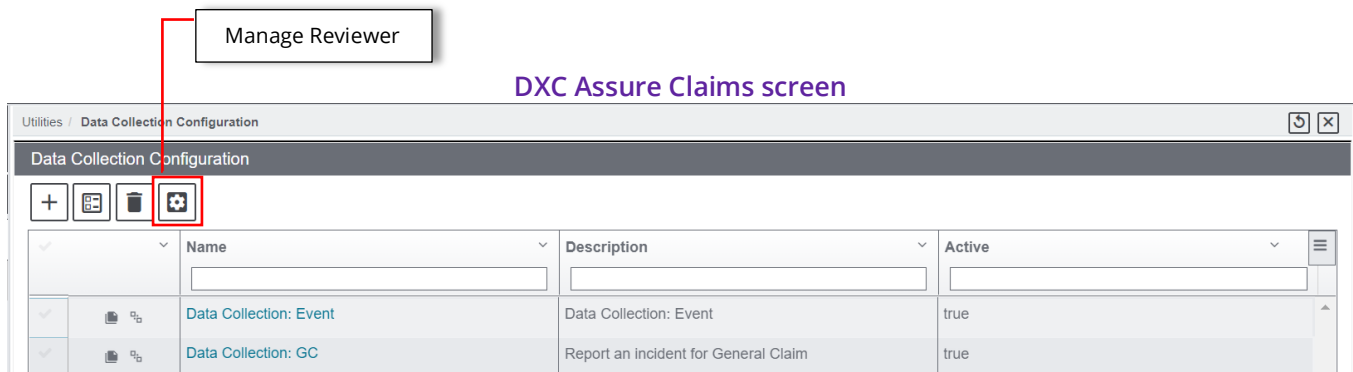 Manage Reviewer
DXC Assure Claims screen
Utilities / Data Collection Configuration
Data Collection Configuration
Name Description Active
Data Collection: Event Data Collection: Event true
Data Collection: GC Report an incident for General Claim true